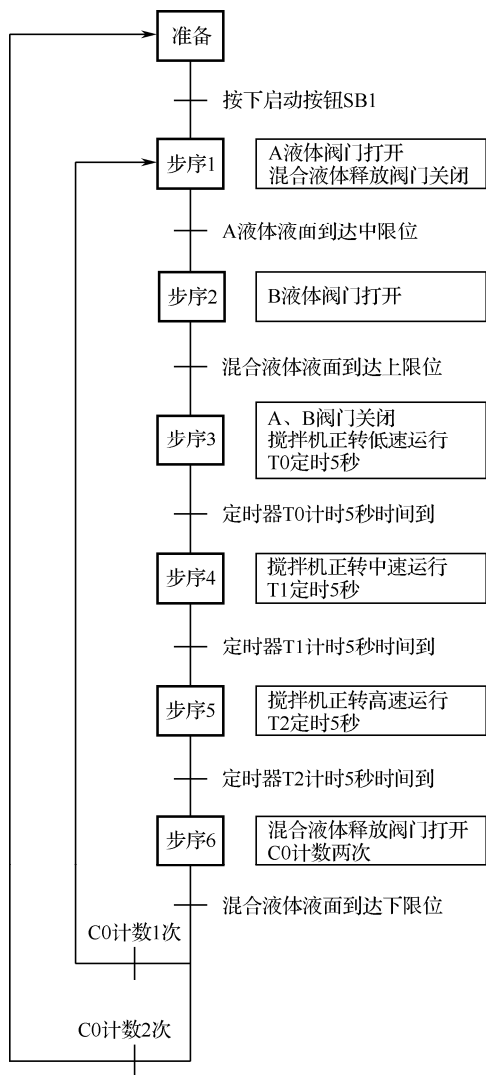 准备
按下启动按钮SB1
步序1
A液体阀门打开
混合液体释放阀门关闭
A液体液面到达中限位
步序2
B液体阀门打开
混合液体液面到达上限位
步序3
A、B阀门关闭
搅拌机正转低速运行
T0定时5秒
定时器T0计时5秒时间到
步序4
搅拌机正转中速运行
T1定时5秒
定时器T1计时5秒时间到
步序5
搅拌机正转高速运行
T2定时5秒
定时器T2计时5秒时间到
步序6
混合液体释放阀门打开
C0计数两次
混合液体液面到达下限位
C0计数1次
C0计数2次